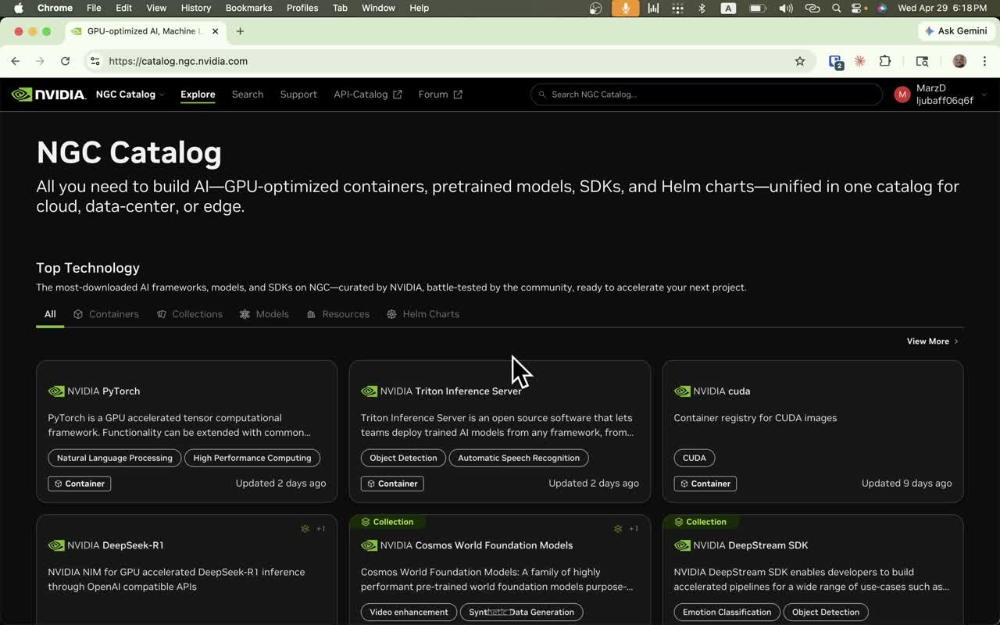 Chrome File Edit View History Bookmarks Profiles Tab Window Help A Wed Apr 29 6:18 PM
GPU-optimized AI, Machine L Ask Gemini
https://catalog.ngc.nvidia.com 2
NVIDIA. NGC Catalog Explore Search Support API-Catalog Forum Search NGC Catalog... M MarzD
ljubaff06q6f
NGC Catalog
All you need to build AI—GPU-optimized containers, pretrained models, SDKs, and Helm charts—unified in one catalog for
cloud, data-center, or edge.
Top Technology
The most-downloaded AI frameworks, models, and SDKs on NGC—curated by NVIDIA, battle-tested by the community, ready to accelerate your next project.
All Containers Collections Models Resources Helm Charts
View More
NVIDIA PyTorch
PyTorch is a GPU accelerated tensor computational
framework. Functionality can be extended with common...
Natural Language Processing High Performance Computing
Container Updated 2 days ago
NVIDIA Triton Inference Server
Triton Inference Server is an open source software that lets
teams deploy trained AI models from any framework, from...
Object Detection Automatic Speech Recognition
Container Updated 2 days ago
NVIDIA cuda
Container registry for CUDA images
CUDA
Container Updated 9 days ago
+1
NVIDIA DeepSeek-R1
NVIDIA NIM for GPU accelerated DeepSeek-R1 inference
through OpenAI compatible APIs
Collection +1
NVIDIA Cosmos World Foundation Models
Cosmos World Foundation Models: A family of highly
performant pre-trained world foundation models purpose-...
Video enhancement Synthetic Data Generation
Collection
NVIDIA DeepStream SDK
NVIDIA DeepStream SDK enables developers to build
accelerated pipelines for a wide range of use-cases such as...
Emotion Classification Object Detection